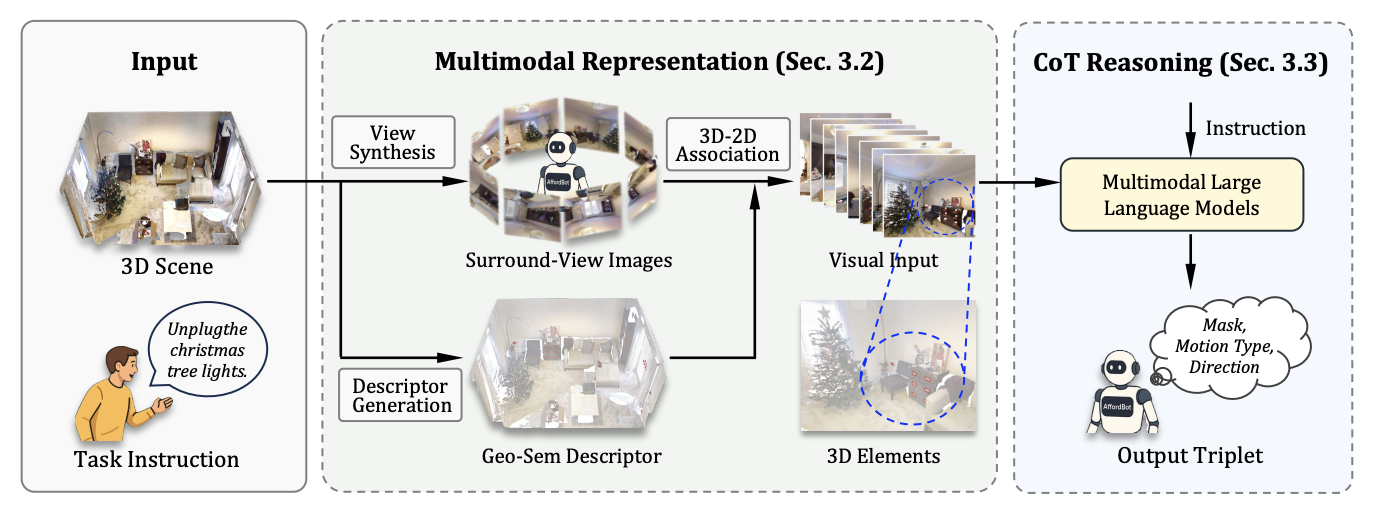 Input
3D Scene
Unplugthe
christmas
tree lights.
Task Instruction
Multimodal Representation (Sec. 3.2)
View
Synthesis
AffordBot
Surround-View Images
3D-2D
Association
Visual Input
Descriptor
Generation
Geo-Sem Descriptor
3D Elements
CoT Reasoning (Sec. 3.3)
Instruction
Multimodal Large
Language Models
Mask,
Motion Type,
Direction
AffordBot
Output Triplet